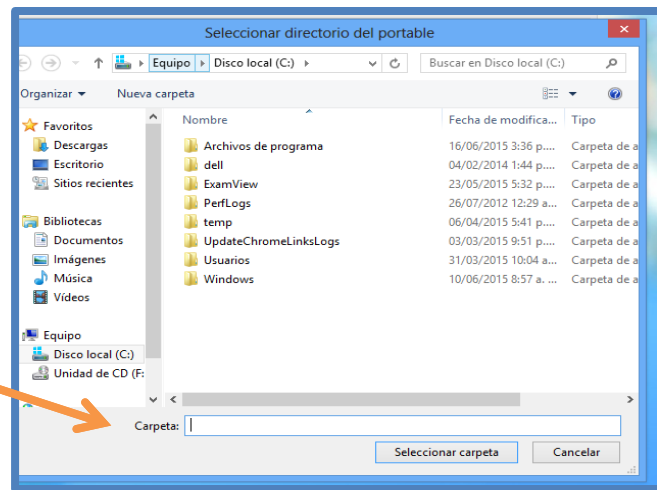 Seleccionar directorio del portable
Equipo Disco local (C:) Buscar en Disco local (C:)
Organizar Nueva carpeta
Favoritos
Descargas
Escritorio
Sitios recientes
Bibliotecas
Documentos
Imágenes
Música
Vídeos
Equipo
Disco local (C:)
Unidad de CD (F:
Nombre Fecha de modifica... Tipo
Archivos de programa 16/06/2015 3:36 p.... Carpeta de a
dell 04/02/2014 1:44 p.... Carpeta de a
ExamView 23/05/2015 5:32 p.... Carpeta de a
PerfLogs 26/07/2012 12:29 a... Carpeta de a
temp 06/04/2015 5:41 p.... Carpeta de a
UpdateChromeLinksLogs 03/03/2015 9:51 p.... Carpeta de a
Usuarios 31/03/2015 10:04 a... Carpeta de a
Windows 10/06/2015 8:57 a. ... Carpeta de a
Carpeta:
Seleccionar carpeta Cancelar